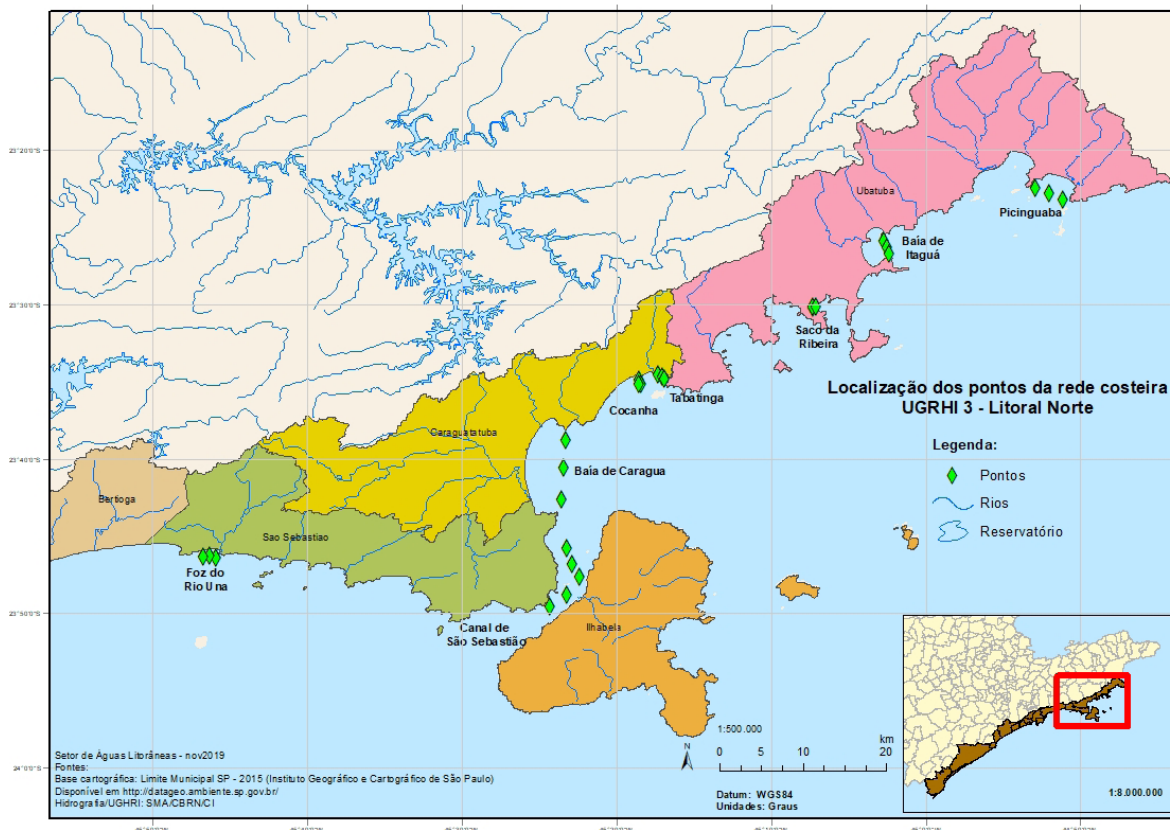 23°20'0"S
Ubatuba
Picinguaba
Baía de
Itaguá
23°30'0"S
Saco da
Ribeira
Localização dos pontos da rede costeira
UGRHI 3 - Litoral Norte
Cocanha
Tabatinga
Caraguatatuba
Legenda:
Pontos
Rios
Reservatório
23°40'0"S
Baía de Caragua
Bertioga
Sao Sebastiao
Foz do
Rio Una
23°50'0"S
Canal de
São Sebastião
Ilhabela
1:500.000
N
km
0 5 10 20
Setor de Águas Litorâneas - nov2019
Fontes:
Base cartográfica: Limite Municipal SP - 2015 (Instituto Geográfico e Cartográfico de São Paulo)
Disponível em http://datageo.ambiente.sp.gov.br/
Hidrografia/UGHRI: SMA/CBRN/CI
24°0'0"S
Datum: WGS84
Unidades: Graus
1:8.000.000